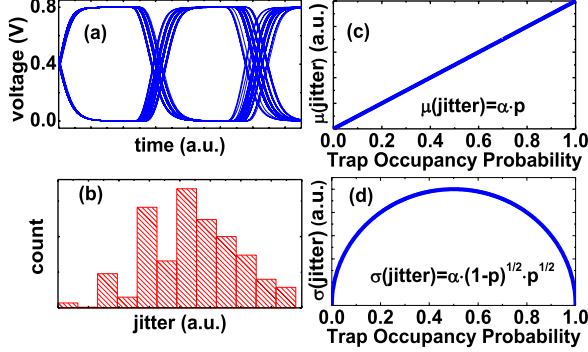 (a)
voltage (V)
0.8
0.4
0.0
time (a.u.)
(b)
count
jitter (a.u.)
(c)
μ(jitter) (a.u.)
μ(jitter)=α·p
0.0 0.2 0.4 0.6 0.8 1.0
Trap Occupancy Probability
(d)
σ(jitter) (a.u.)
σ(jitter)=α·(1-p)^1/2·p^1/2
0.0 0.2 0.4 0.6 0.8 1.0
Trap Occupancy Probability